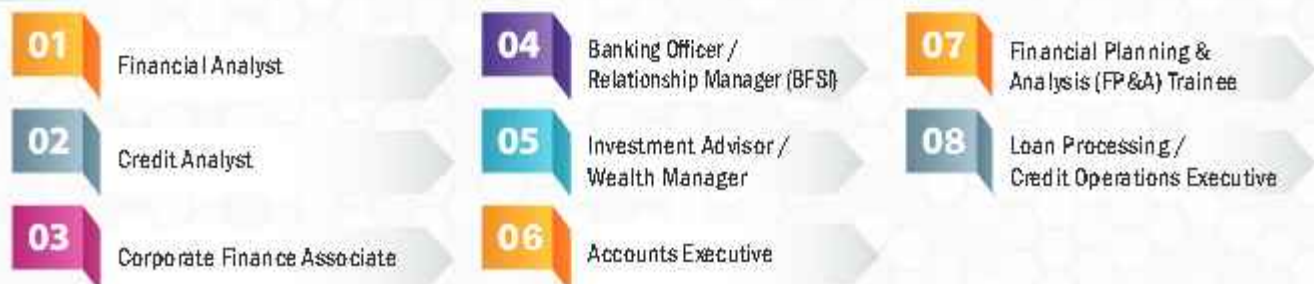 01
Financial Analyst
02
Credit Analyst
03
Corporate Finance Associate
04
Banking Officer /
Relationship Manager (BFSI)
05
Investment Advisor /
Wealth Manager
06
Accounts Executive
07
Financial Planning &
Analysis (FP&A) Trainee
08
Loan Processing /
Credit Operations Executive